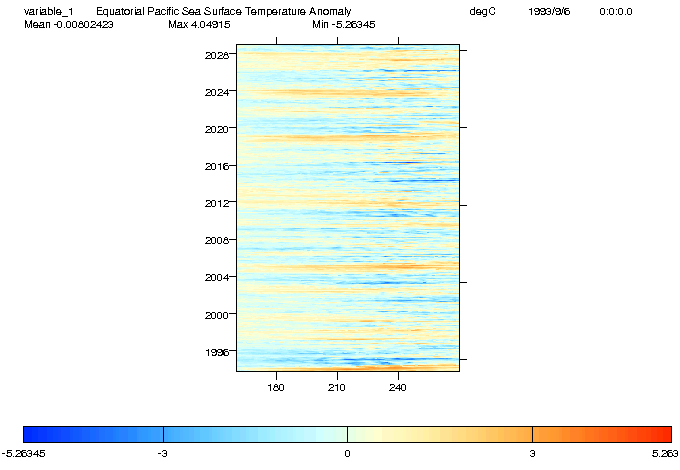 variable_1 Equatorial Pacific Sea Surface Temperature Anomaly degC 1993/9/6 0:0:0.0
Mean -0.00802423 Max 4.04915 Min -5.26345
2028
2024
2020
2016
2012
2008
2004
2000
1996
180 210 240
-5.26345 -3 0 3 5.263